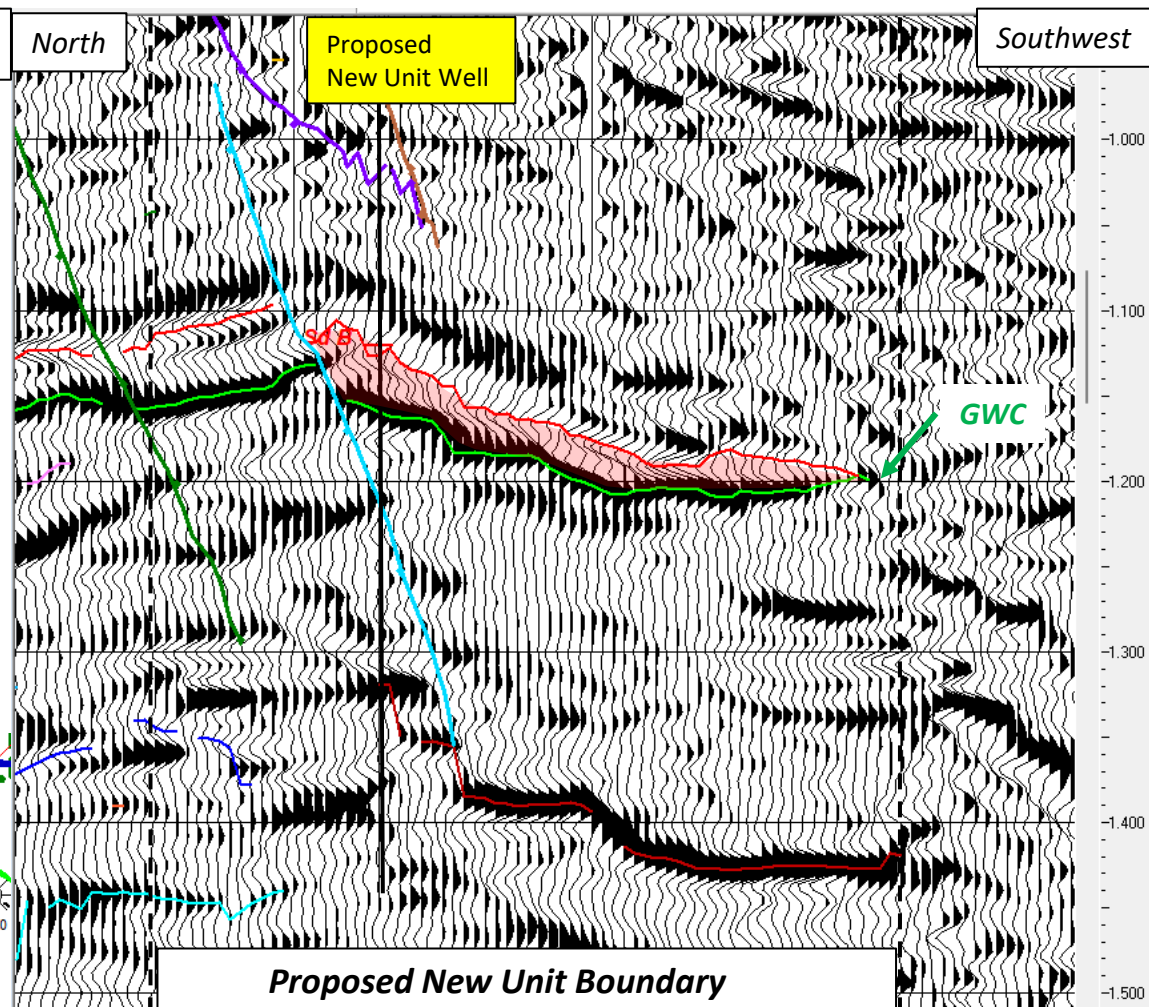 North
Proposed
New Unit Well
Southwest
-1.000
Sd B
-1.100
GWC
-1.200
-1.300
-1.400
0
Proposed New Unit Boundary
-1.500